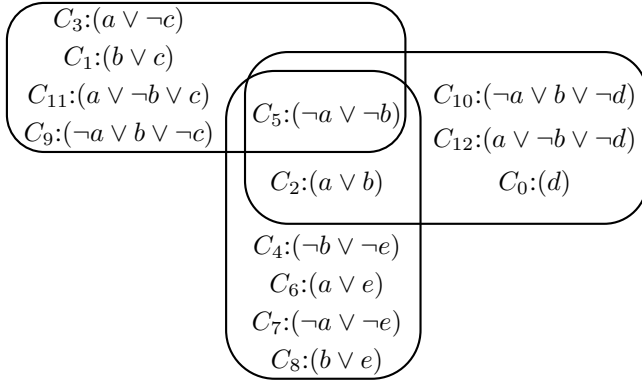 C₃:(a ∨ ¬c)
C₁:(b ∨ c)
C₁₁:(a ∨ ¬b ∨ c)
C₉:(¬a ∨ b ∨ ¬c)
C₅:(¬a ∨ ¬b)
C₂:(a ∨ b)
C₁₀:(¬a ∨ b ∨ ¬d)
C₁₂:(a ∨ ¬b ∨ ¬d)
C₀:(d)
C₄:(¬b ∨ ¬e)
C₆:(a ∨ e)
C₇:(¬a ∨ ¬e)
C₈:(b ∨ e)